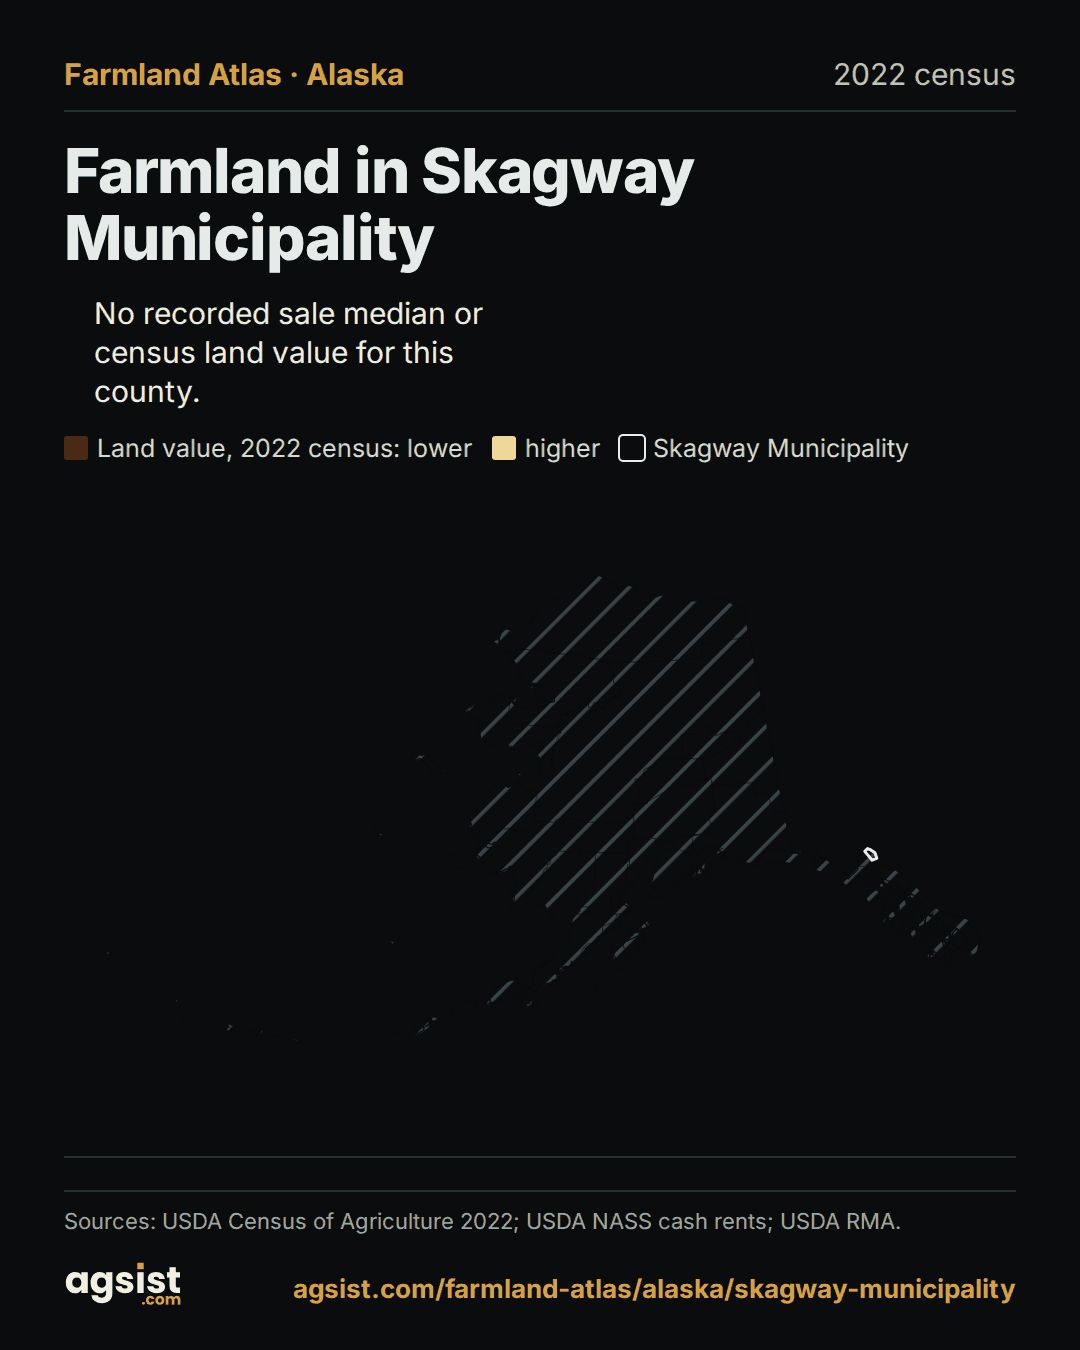 Farmland Atlas · Alaska
2022 census
Farmland in Skagway
Municipality
No recorded sale median or
census land value for this
county.
Land value, 2022 census: lower
higher
Skagway Municipality
Sources: USDA Census of Agriculture 2022; USDA NASS cash rents; USDA RMA.
agsist
.com
agsist.com/farmland-atlas/alaska/skagway-municipality